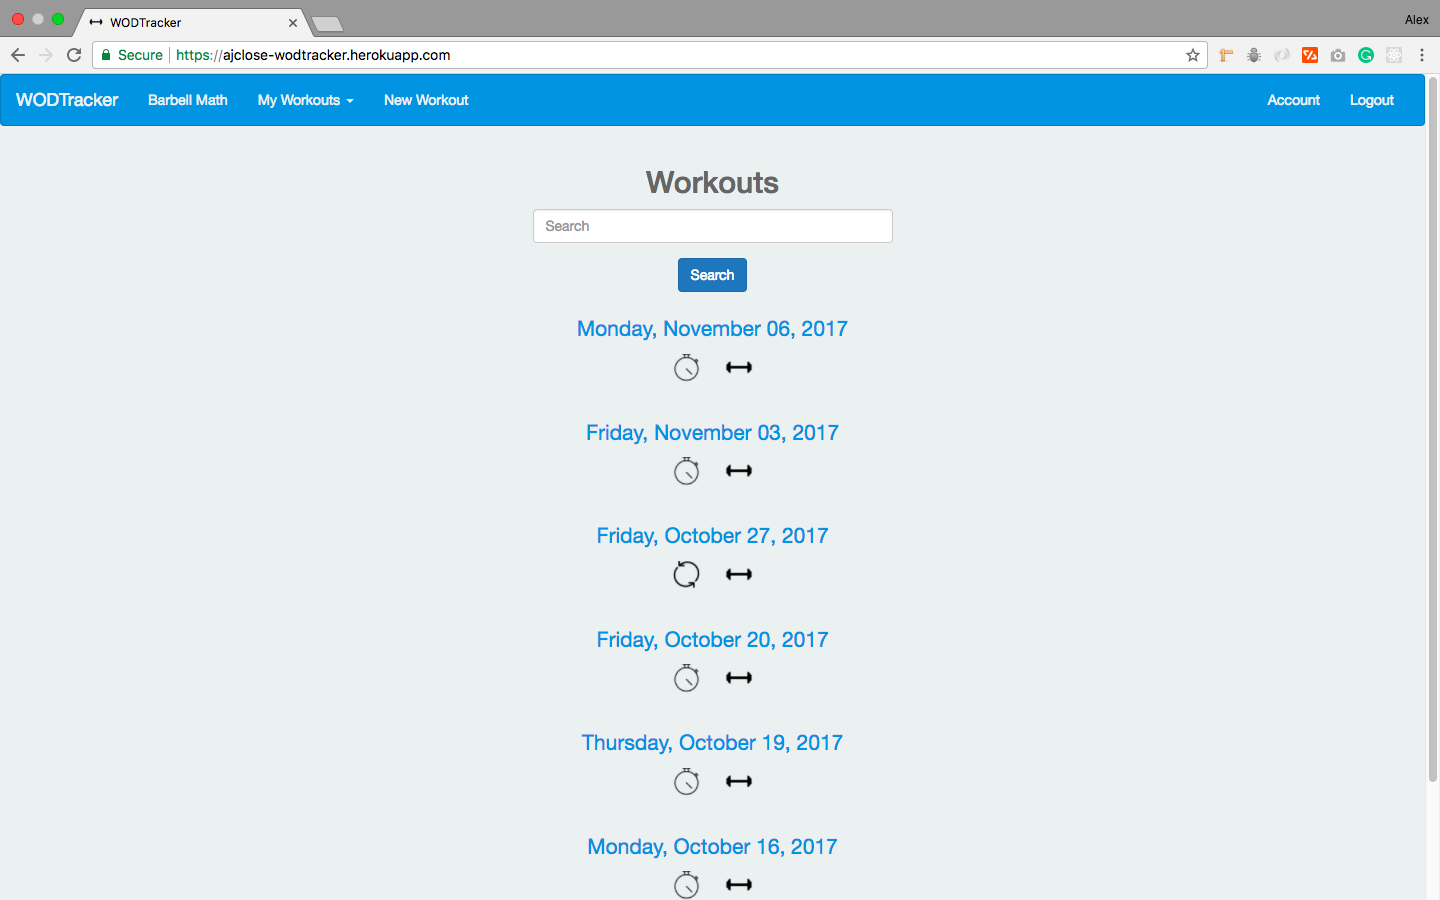 WODTracker
Alex
Secure https://ajclose-wodtracker.herokuapp.com
WODTracker Barbell Math My Workouts New Workout Account Logout
Workouts
Search
Search
Monday, November 06, 2017
Friday, November 03, 2017
Friday, October 27, 2017
Friday, October 20, 2017
Thursday, October 19, 2017
Monday, October 16, 2017